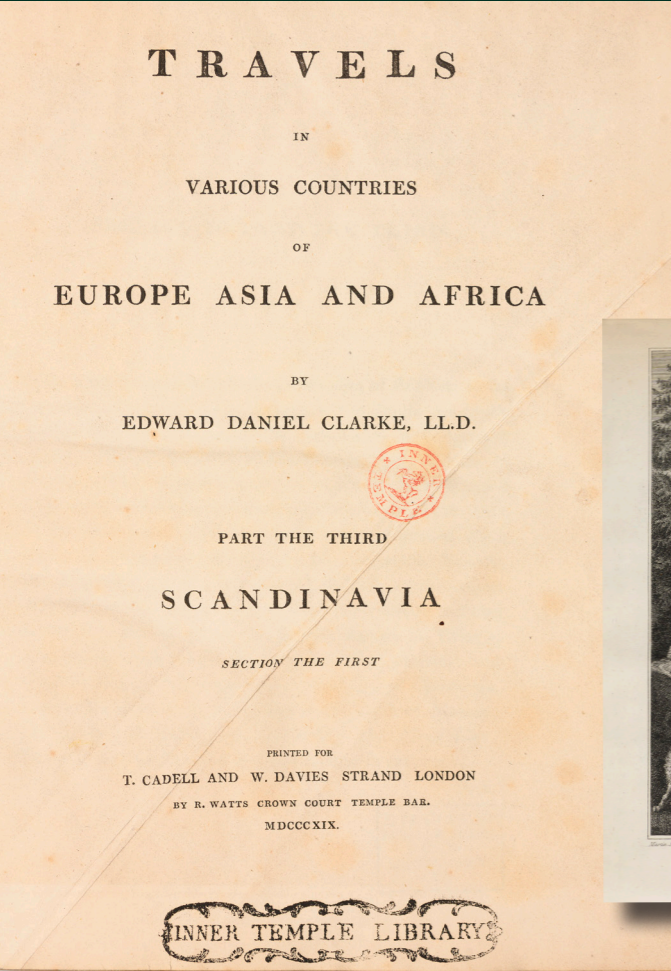 TRAVELS
IN
VARIOUS COUNTRIES
OF
EUROPE ASIA AND AFRICA
BY
EDWARD DANIEL CLARKE, LL.D.
INNER TEMPLE
PART THE THIRD
SCANDINAVIA
SECTION THE FIRST
PRINTED FOR
T. CADELL AND W. DAVIES STRAND LONDON
BY R. WATTS CROWN COURT TEMPLE BAR.
MDCCCXIX.
INNER TEMPLE LIBRARY